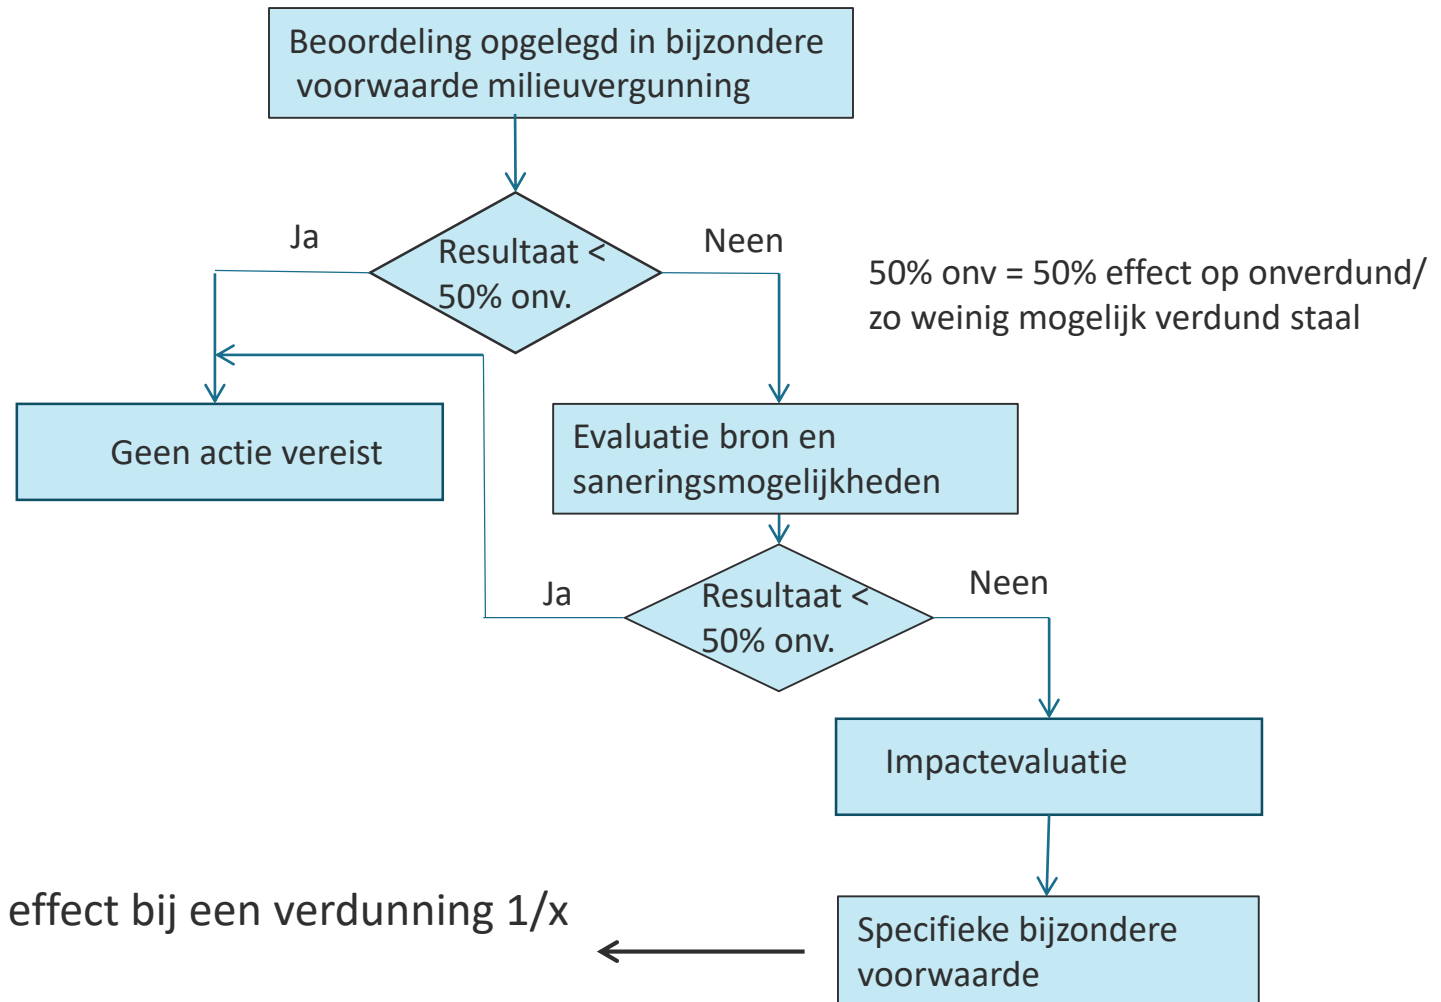 Beoordeling opgelegd in bijzondere
voorwaarde milieuvergunning
Ja
Resultaat <
50% onv.
Neen
50% onv = 50% effect op onverdund/
zo weinig mogelijk verdund staal
Geen actie vereist
Evaluatie bron en
saneringsmogelijkheden
Ja
Resultaat <
50% onv.
Neen
Impactevaluatie
effect bij een verdunning 1/x
Specifieke bijzondere
voorwaarde